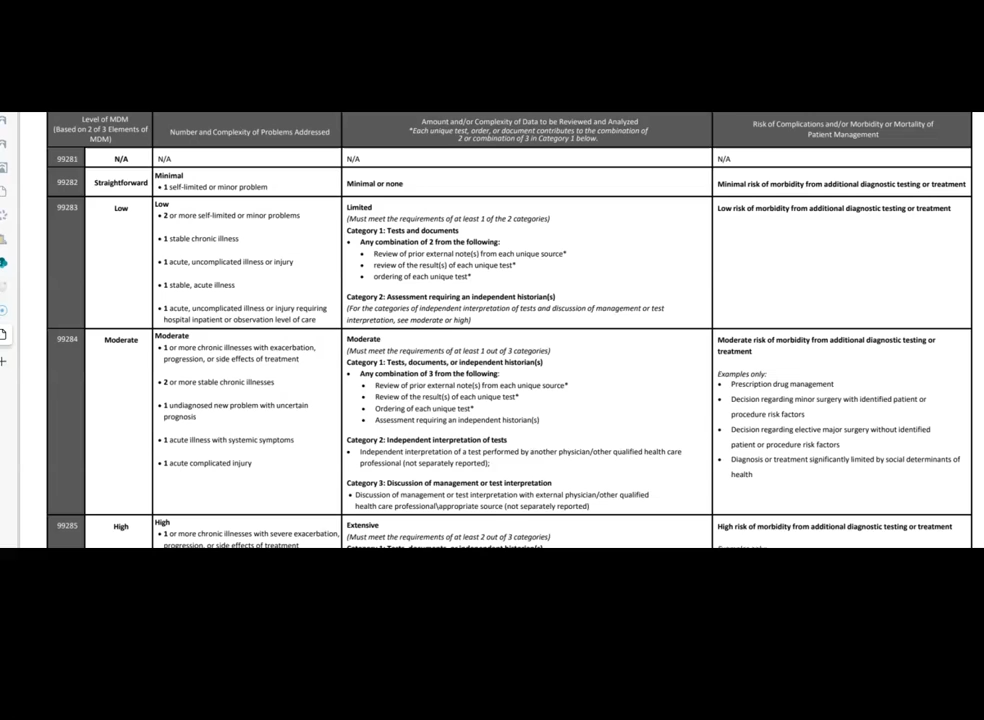 Level of MDM
(Based on 2 of 3 Elements of
MDM)
Number and Complexity of Problems Addressed
Amount and/or Complexity of Data to be Reviewed and Analyzed
*Each unique test, order, or document contributes to the combination of
2 or combination of 3 in Category 1 below.
Risk of Complications and/or Morbidity or Mortality of
Patient Management
99281
N/A
N/A
N/A
N/A
99282
Straightforward
Minimal
• 1 self-limited or minor problem
Minimal or none
Minimal risk of morbidity from additional diagnostic testing or treatment
99283
Low
Low
• 2 or more self-limited or minor problems
• 1 stable chronic illness
• 1 acute, uncomplicated illness or injury
• 1 stable, acute illness
• 1 acute, uncomplicated illness or injury requiring
hospital inpatient or observation level of care
Limited
(Must meet the requirements of at least 1 of the 2 categories)
Category 1: Tests and documents
• Any combination of 2 from the following:
• Review of prior external note(s) from each unique source*
• review of the result(s) of each unique test*
• ordering of each unique test*
Category 2: Assessment requiring an independent historian(s)
(For the categories of independent interpretation of tests and discussion of management or test
interpretation, see moderate or high)
Low risk of morbidity from additional diagnostic testing or treatment
99284
Moderate
Moderate
• 1 or more chronic illnesses with exacerbation,
progression, or side effects of treatment
• 2 or more stable chronic illnesses
• 1 undiagnosed new problem with uncertain
prognosis
• 1 acute illness with systemic symptoms
• 1 acute complicated injury
Moderate
(Must meet the requirements of at least 1 out of 3 categories)
Category 1: Tests, documents, or independent historian(s)
• Any combination of 3 from the following:
• Review of prior external note(s) from each unique source*
• Review of the result(s) of each unique test*
• Ordering of each unique test*
• Assessment requiring an independent historian(s)
Category 2: Independent interpretation of tests
• Independent interpretation of a test performed by another physician/other qualified health care
professional (not separately reported);
Category 3: Discussion of management or test interpretation
• Discussion of management or test interpretation with external physician/other qualified
health care professional\appropriate source (not separately reported)
Moderate risk of morbidity from additional diagnostic testing or
treatment
Examples only:
• Prescription drug management
• Decision regarding minor surgery with identified patient or
procedure risk factors
• Decision regarding elective major surgery without identified
patient or procedure risk factors
• Diagnosis or treatment significantly limited by social determinants of
health
99285
High
High
• 1 or more chronic illnesses with severe exacerbation,
progression, or side effects of treatment
Extensive
(Must meet the requirements of at least 2 out of 3 categories)
Category 1: Tests, documents, or independent historian(s)
High risk of morbidity from additional diagnostic testing or treatment